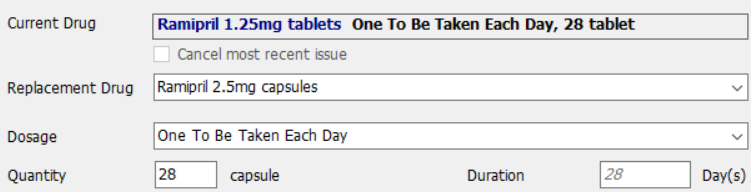 Current Drug Ramipril 1.25mg tablets One To Be Taken Each Day, 28 tablet
Cancel most recent issue
Replacement Drug Ramipril 2.5mg capsules
Dosage One To Be Taken Each Day
Quantity 28 capsule Duration 28 Day(s)